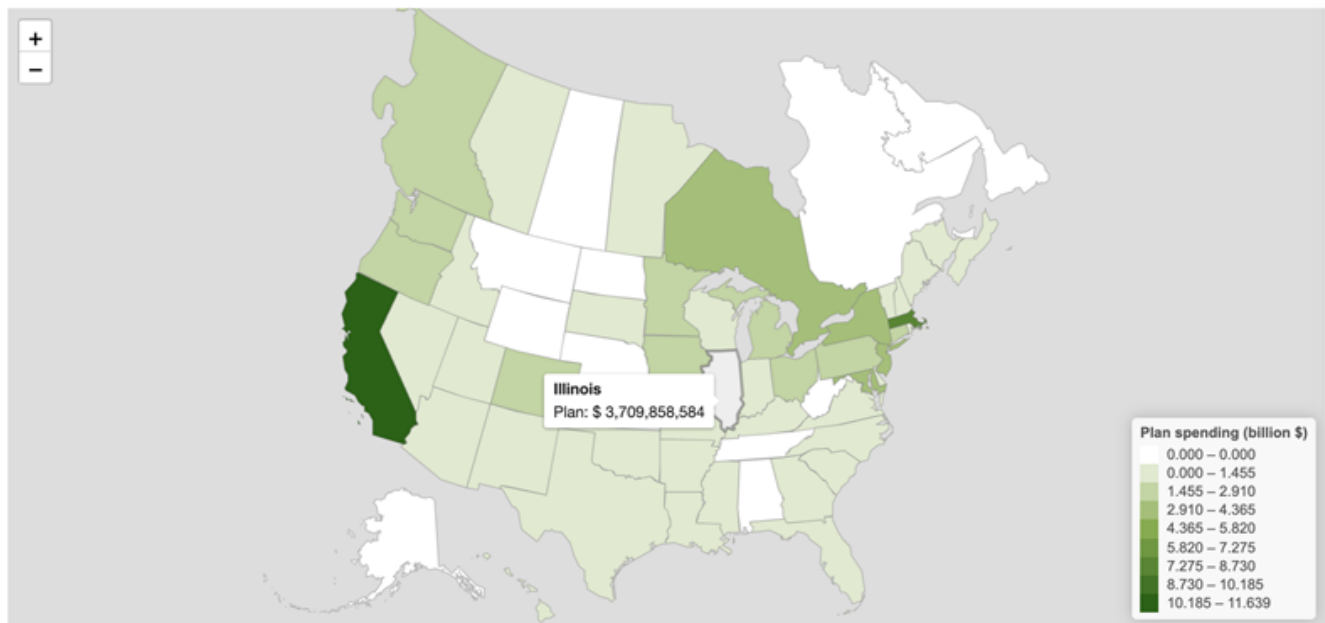 +
−
Illinois
Plan: $ 3,709,858,584
Plan spending (billion $)
0.000 – 0.000
0.000 – 1.455
1.455 – 2.910
2.910 – 4.365
4.365 – 5.820
5.820 – 7.275
7.275 – 8.730
8.730 – 10.185
10.185 – 11.639